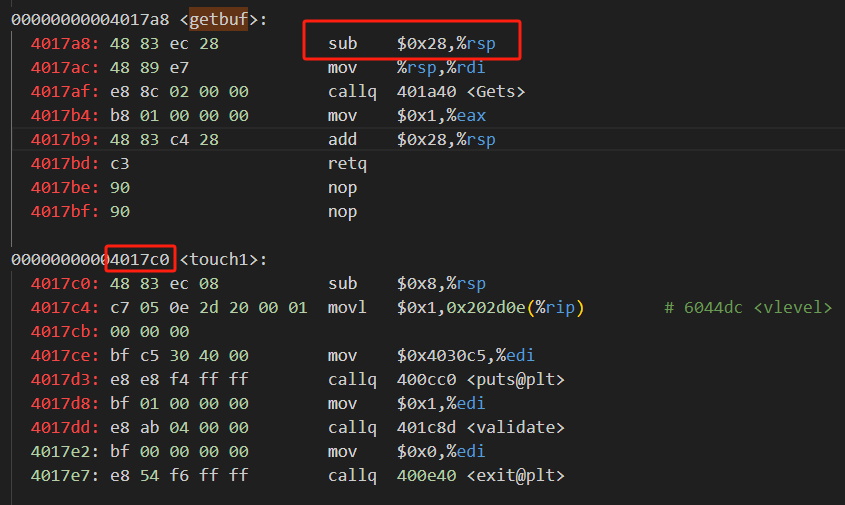 00000000004017a8 <getbuf>:
4017a8: 48 83 ec 28 sub $0x28,%rsp
4017ac: 48 89 e7 mov %rsp,%rdi
4017af: e8 8c 02 00 00 callq 401a40 <Gets>
4017b4: b8 01 00 00 00 mov $0x1,%eax
4017b9: 48 83 c4 28 add $0x28,%rsp
4017bd: c3 retq
4017be: 90 nop
4017bf: 90 nop
00000000004017c0 <touch1>:
4017c0: 48 83 ec 08 sub $0x8,%rsp
4017c4: c7 05 0e 2d 20 00 01 movl $0x1,0x202d0e(%rip) # 6044dc <vlevel>
4017cb: 00 00 00
4017ce: bf c5 30 40 00 mov $0x4030c5,%edi
4017d3: e8 e8 f4 ff ff callq 400cc0 <puts@plt>
4017d8: bf 01 00 00 00 mov $0x1,%edi
4017dd: e8 ab 04 00 00 callq 401c8d <validate>
4017e2: bf 00 00 00 00 mov $0x0,%edi
4017e7: e8 54 f6 ff ff callq 400e40 <exit@plt>